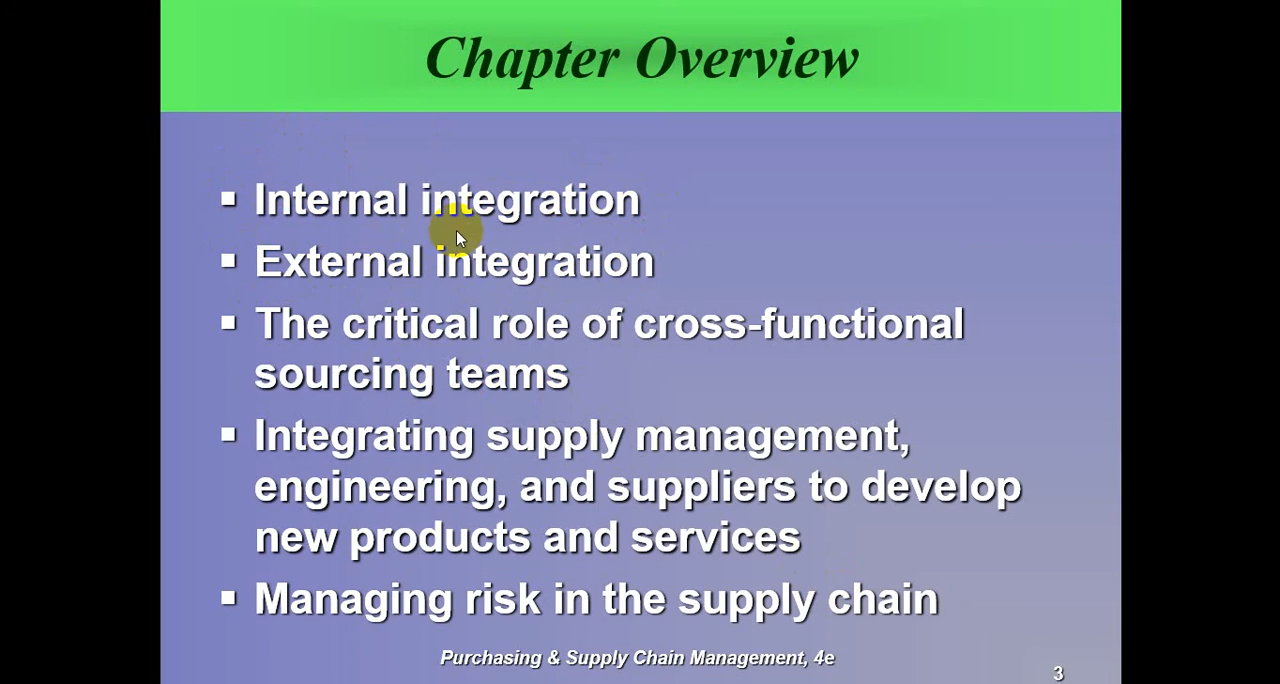 Chapter Overview
▪ Internal integration
▪ External integration
▪ The critical role of cross-functional
sourcing teams
▪ Integrating supply management,
engineering, and suppliers to develop
new products and services
▪ Managing risk in the supply chain
Purchasing & Supply Chain Management, 4e
3